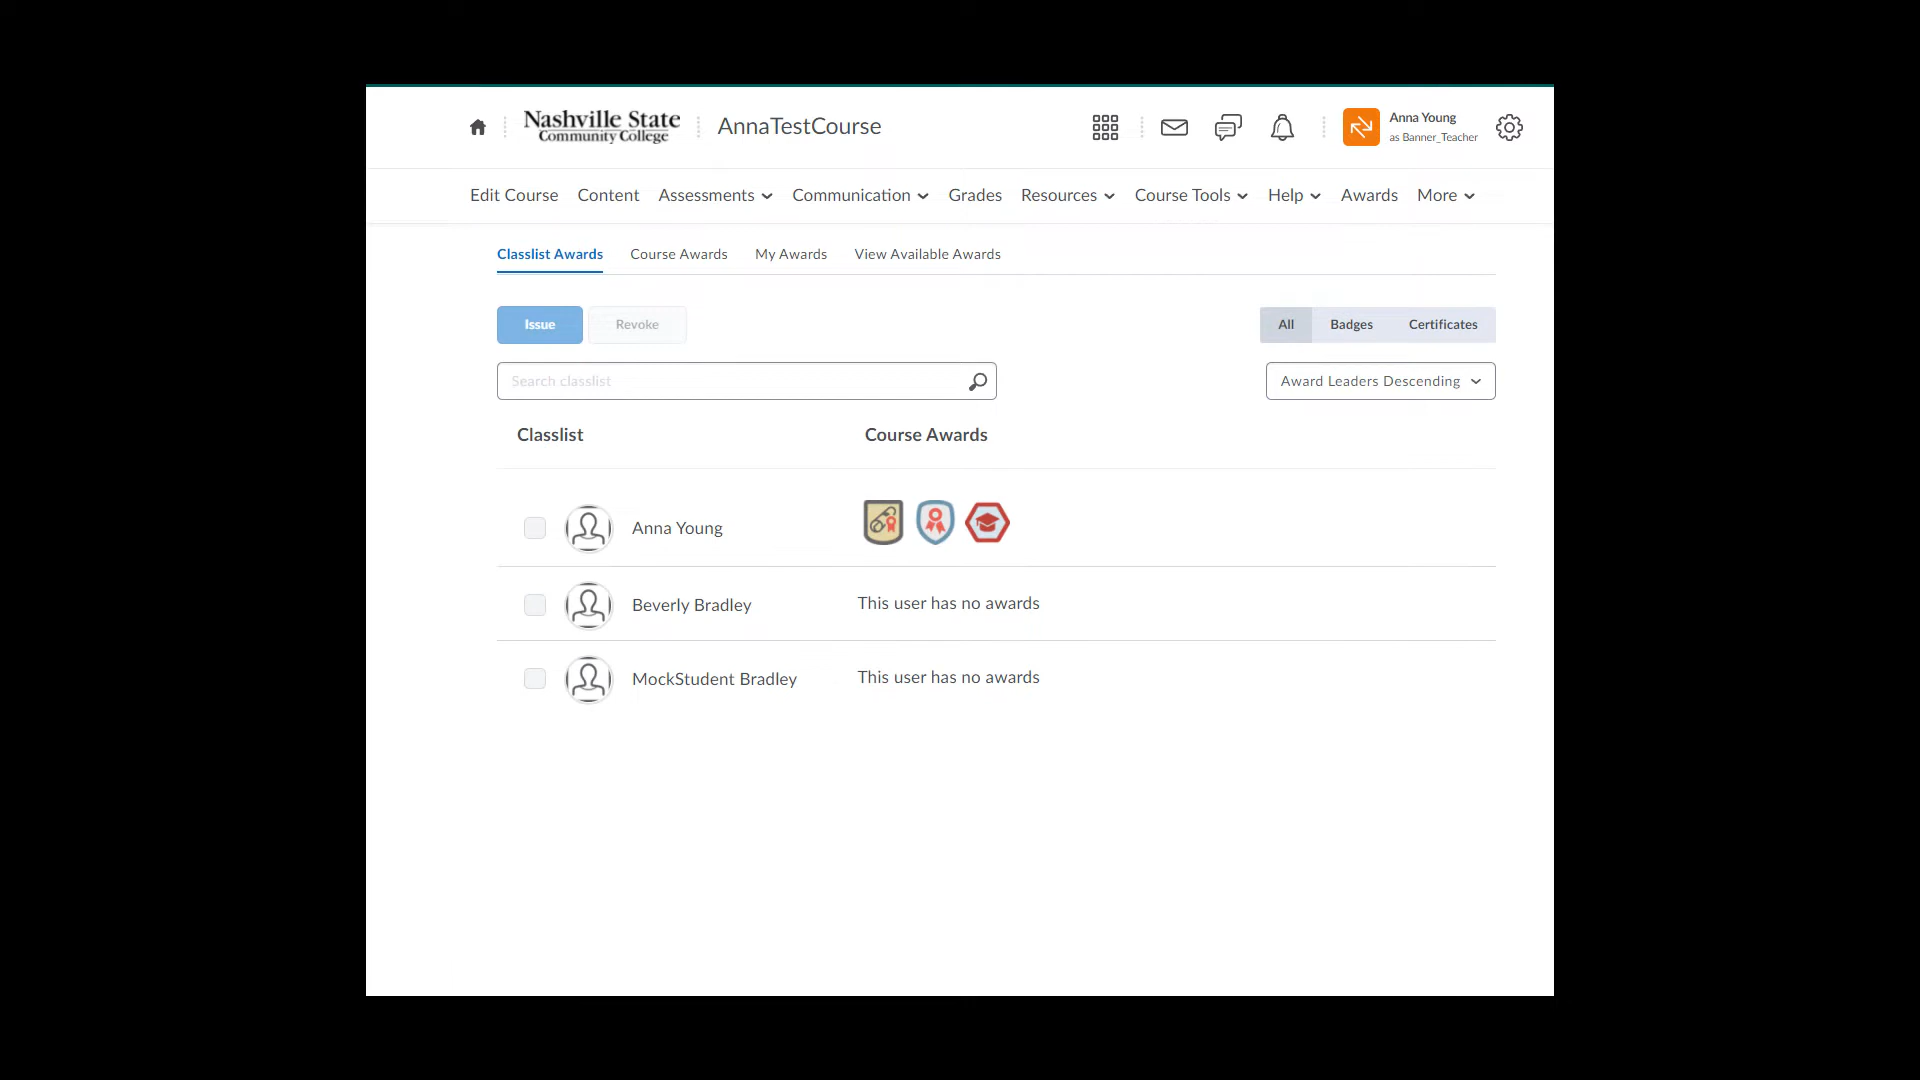 Nashville State
Community College
AnnaTestCourse
Anna Young
as Banner_Teacher
Edit Course Content Assessments Communication Grades Resources Course Tools Help Awards More
Classlist Awards Course Awards My Awards View Available Awards
Issue Revoke All Badges Certificates
Search classlist Award Leaders Descending
Classlist Course Awards
Anna Young
Beverly Bradley This user has no awards
MockStudent Bradley This user has no awards